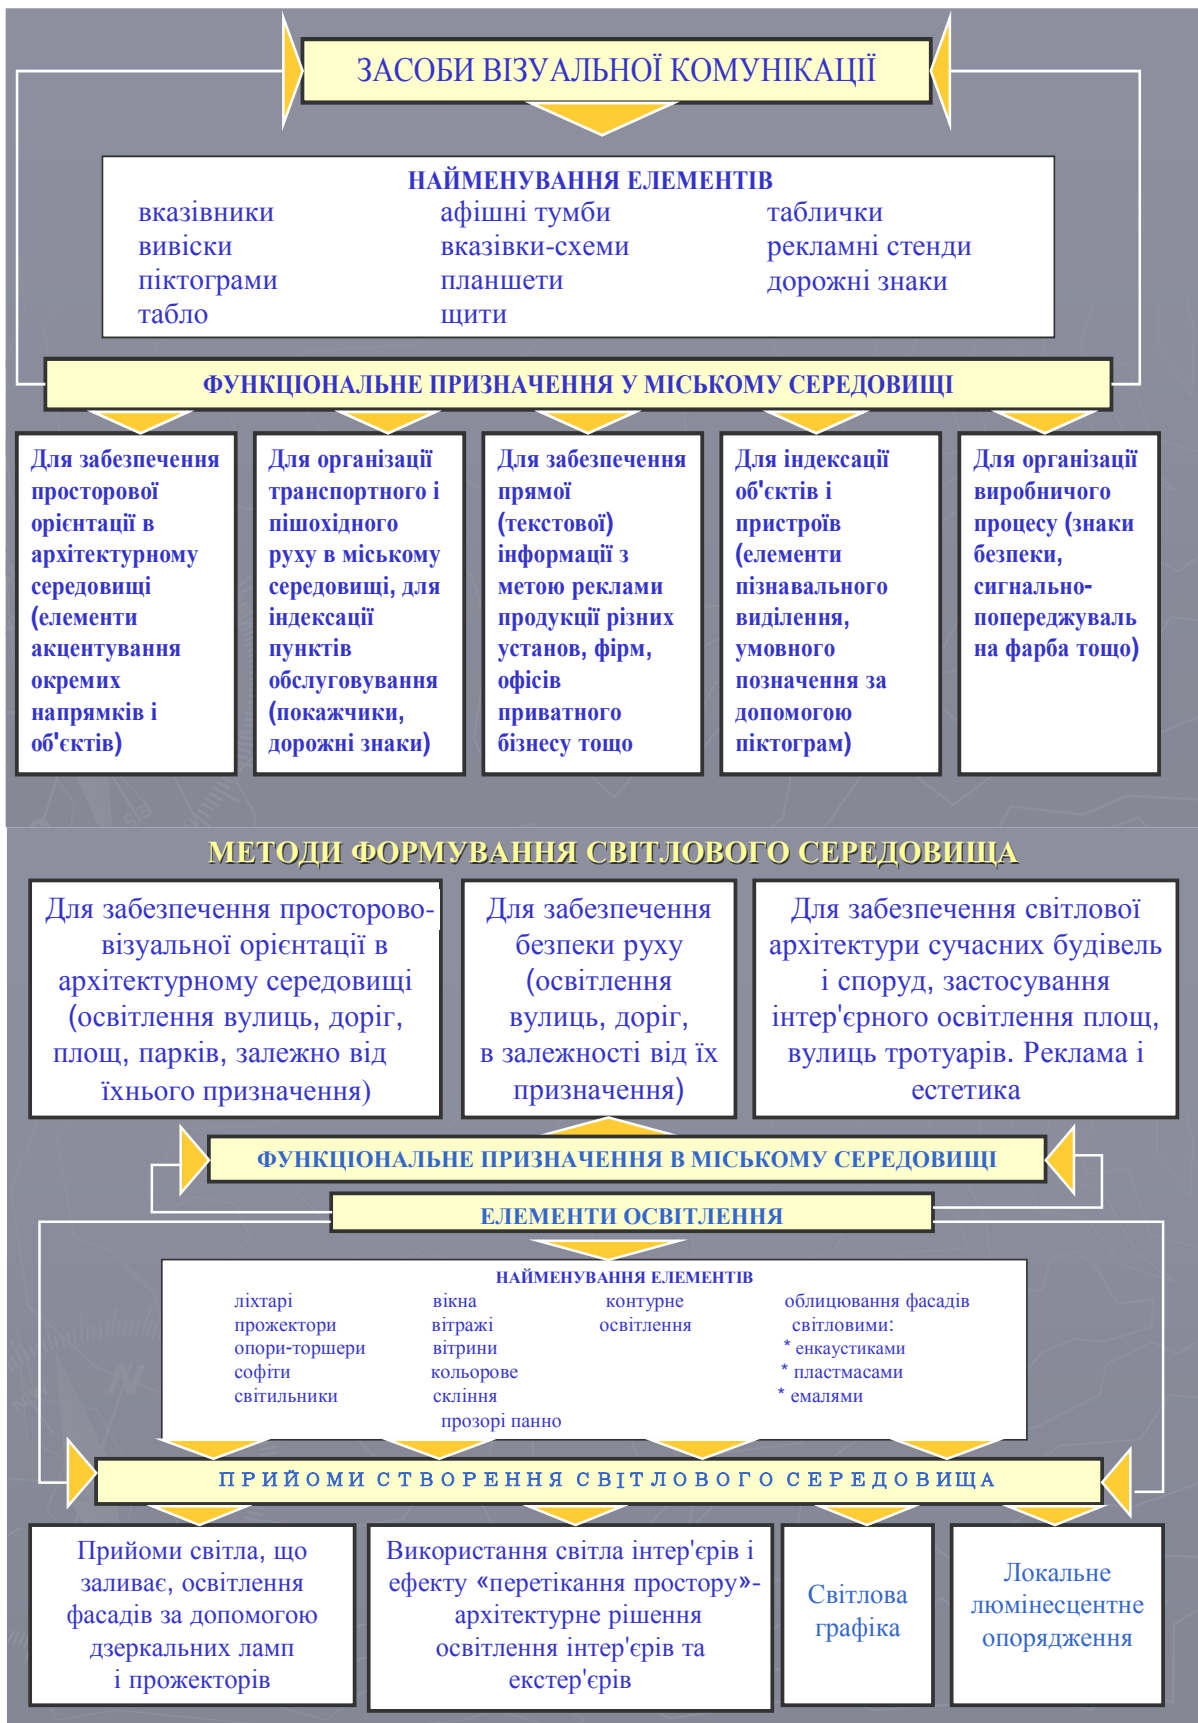 ЗАСОБИ ВІЗУАЛЬНОЇ КОМУНІКАЦІЇ
НАЙМЕНУВАННЯ ЕЛЕМЕНТІВ
вказівники
вивіски
піктограми
табло
афішні тумби
вказівки-схеми
планшети
щити
таблички
рекламні стенди
дорожні знаки
ФУНКЦІОНАЛЬНЕ ПРИЗНАЧЕННЯ У МІСЬКОМУ СЕРЕДОВИЩІ
Для забезпечення
просторової
орієнтації в
архітектурному
середовищі
(елементи
акцентування
окремих
напрямків і
об'єктів)
Для організації
транспортного і
пішохідного
руху в міському
середовищі, для
індексації
пунктів
обслуговування
(покажчики,
дорожні знаки)
Для забезпечення
прямої
(текстової)
інформації з
метою реклами
продукції різних
установ, фірм,
офісів
приватного
бізнесу тощо
Для індексації
об'єктів і
пристроїв
(елементи
пізнавального
виділення,
умовного
позначення за
допомогою
піктограм)
Для організації
виробничого
процесу (знаки
безпеки,
сигнально-
попереджуваль
на фарба тощо)
МЕТОДИ ФОРМУВАННЯ СВІТЛОВОГО СЕРЕДОВИЩА
Для забезпечення просторово-
візуальної орієнтації в
архітектурному середовищі
(освітлення вулиць, доріг,
площ, парків, залежно від
їхнього призначення)
Для забезпечення
безпеки руху
(освітлення
вулиць, доріг,
в залежності від їх
призначення)
Для забезпечення світлової
архітектури сучасних будівель
і споруд, застосування
інтер'єрного освітлення площ,
вулиць тротуарів. Реклама і
естетика
ФУНКЦІОНАЛЬНЕ ПРИЗНАЧЕННЯ В МІСЬКОМУ СЕРЕДОВИЩІ
ЕЛЕМЕНТИ ОСВІТЛЕННЯ
НАЙМЕНУВАННЯ ЕЛЕМЕНТІВ
ліхтарі
прожектори
опори-торшери
софіти
світильники
вікна
вітражі
вітрини
кольорове
скління
прозорі панно
контурне
освітлення
облицювання фасадів
світловими:
* енкаустиками
* пластмасами
* емалями
ПРИЙОМИ СТВОРЕННЯ СВІТЛОВОГО СЕРЕДОВИЩА
Прийоми світла, що
заливає, освітлення
фасадів за допомогою
дзеркальних ламп
і прожекторів
Використання світла інтер'єрів і
ефекту «перетікання простору»-
архітектурне рішення
освітлення інтер'єрів та
екстер'єрів
Світлова
графіка
Локальне
люмінесцентне
опорядження